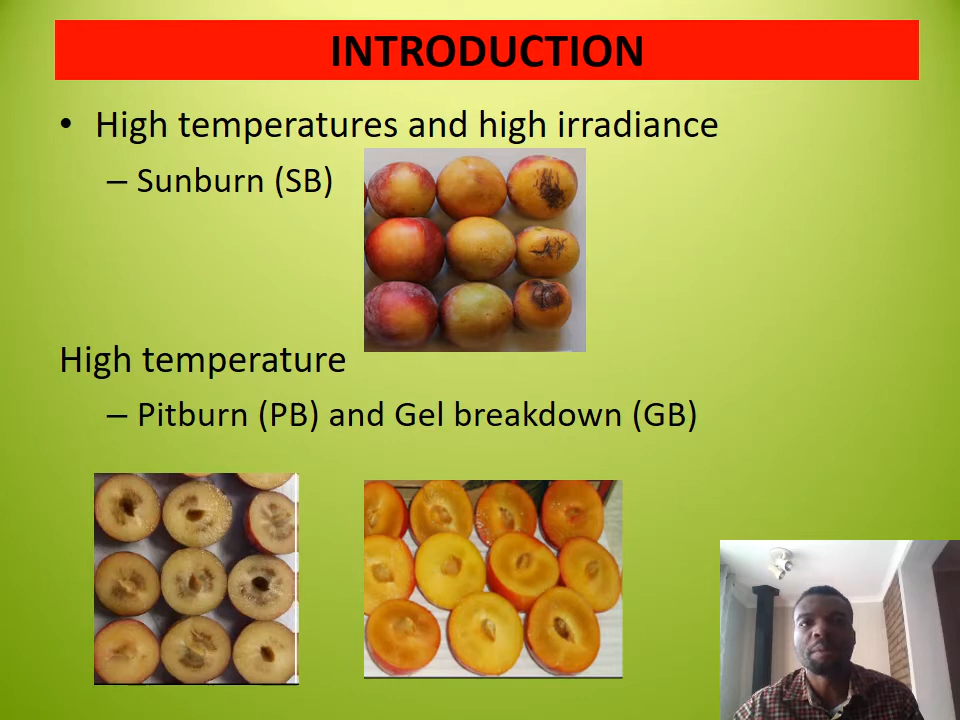 INTRODUCTION
• High temperatures and high irradiance
– Sunburn (SB)
High temperature
– Pitburn (PB) and Gel breakdown (GB)